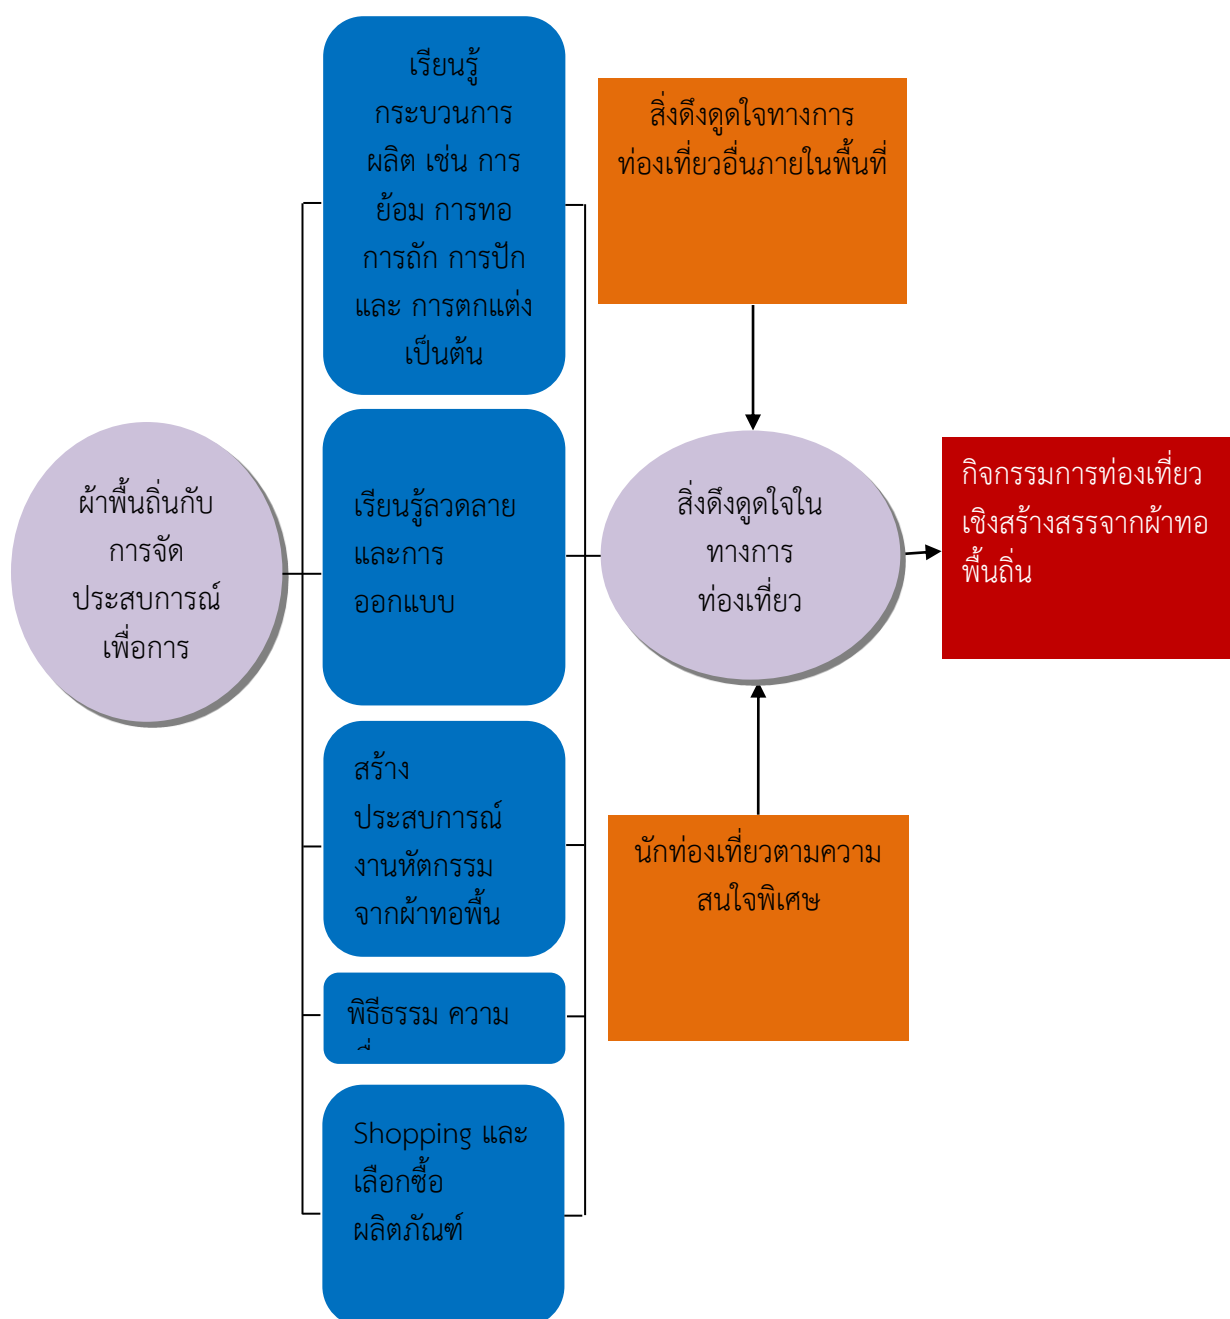 เรียนรู้
กระบวนการ
ผลิต เช่น การ
ย้อม การทอ
การถัก การปัก
และ การตกแต่ง
เป็นต้น
สิ่งดึงดูดใจทางการ
ท่องเที่ยวอื่นภายในพื้นที่
ผ้าพื้นถิ่นกับ
การจัด
ประสบการณ์
เพื่อการ
เรียนรู้ลวดลาย
และการ
ออกแบบ
สิ่งดึงดูดใจใน
ทางการ
ท่องเที่ยว
กิจกรรมการท่องเที่ยว
เชิงสร้างสรรจากผ้าทอ
พื้นถิ่น
สร้าง
ประสบการณ์
งานหัตกรรม
จากผ้าทอพื้น
นักท่องเที่ยวตามความ
สนใจพิเศษ
พิธีธรรม ความ
Shopping และ
เลือกซื้อ
ผลิตภัณฑ์